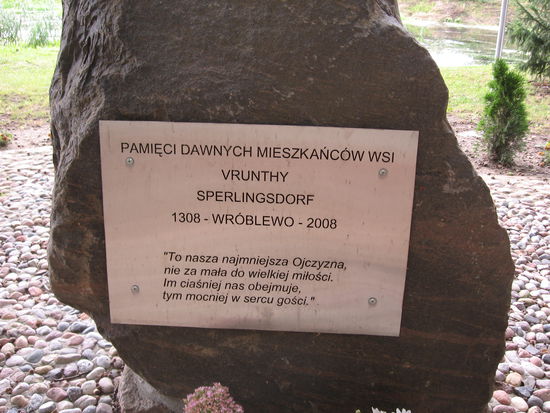 PAMIĘCI DAWNYCH MIESZKAŃCÓW WSI
VRUNTHY
SPERLINGSDORF
1308 - WRÓBLEWO - 2008
"To nasza najmniejsza Ojczyzna,
nie za mała do wielkiej miłości.
Im ciaśniej nas obejmuje,
tym mocniej w sercu gości."